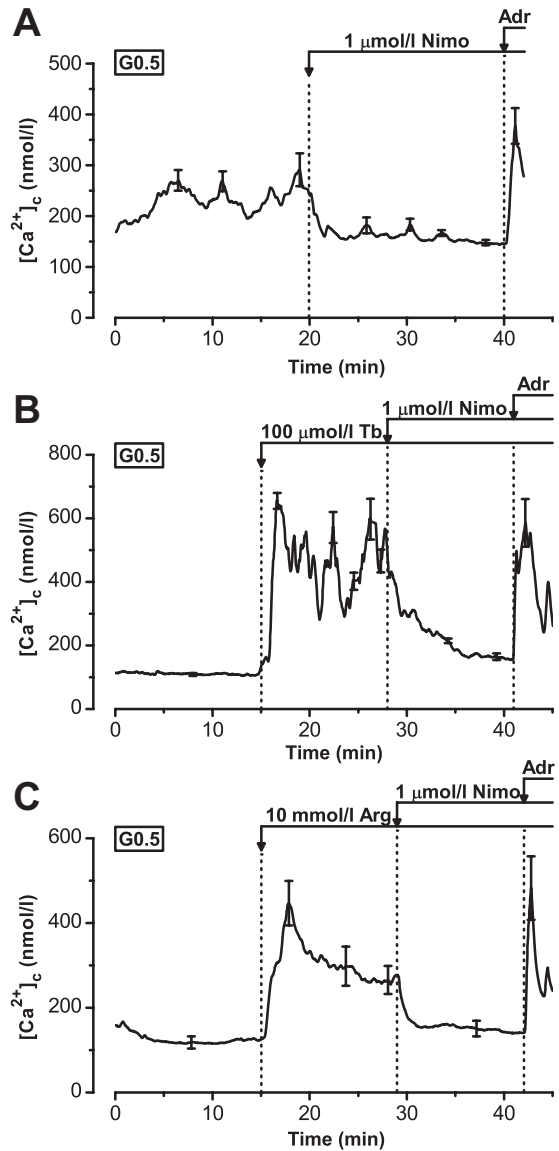 A
Adr
1 μmol/l Nimo
G0.5
500
400
300
200
100
0
[Ca2+]c (nmol/l)
0 10 20 30 40
Time (min)
B
Adr
1 μmol/l Nimo
100 μmol/l Tb
G0.5
800
600
400
200
0
[Ca2+]c (nmol/l)
0 10 20 30 40
Time (min)
C
Adr
1 μmol/l Nimo
10 mmol/l Arg
G0.5
600
400
200
0
[Ca2+]c (nmol/l)
0 10 20 30 40
Time (min)